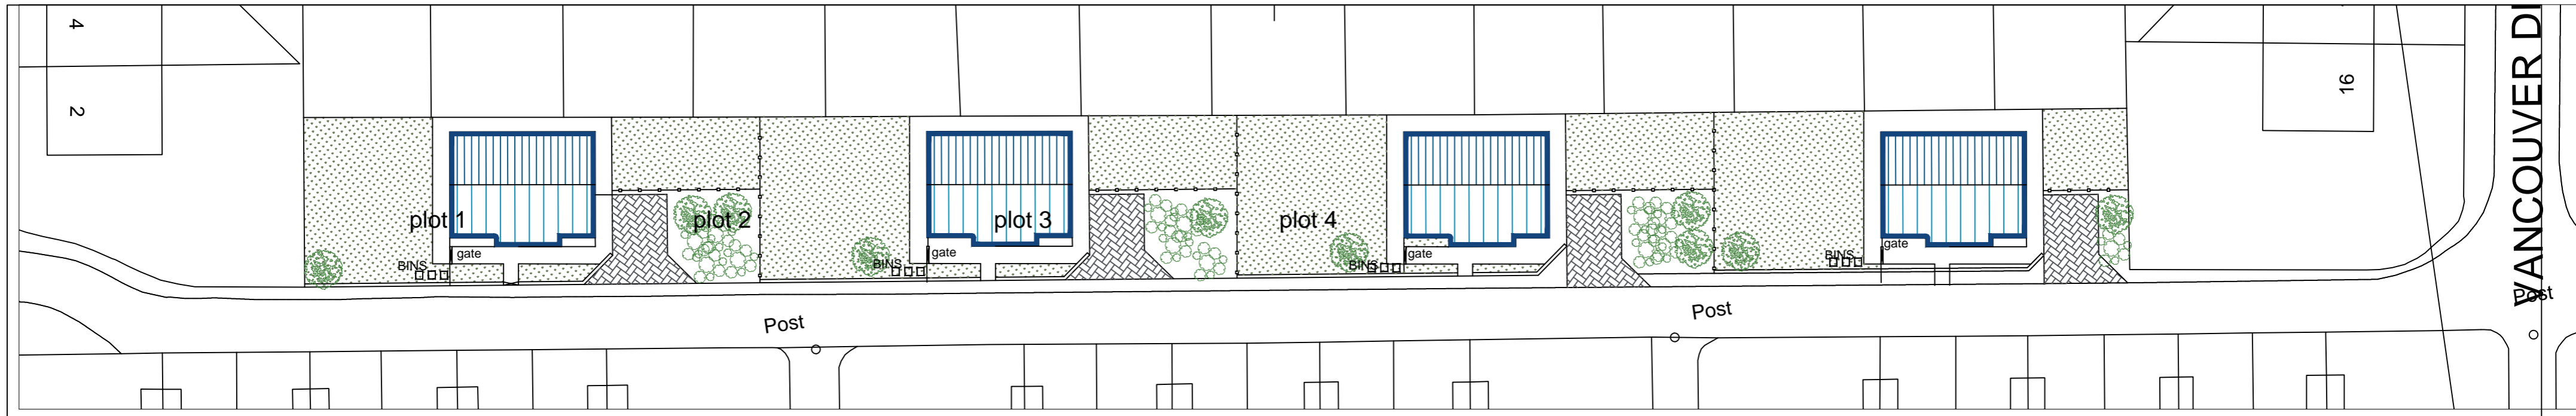 4
2
16
VANCOUVER DR
plot 1
plot 2
plot 3
plot 4
gate
gate
gate
gate
BINS
BINS
BINS
BINS
Post
Post
Post